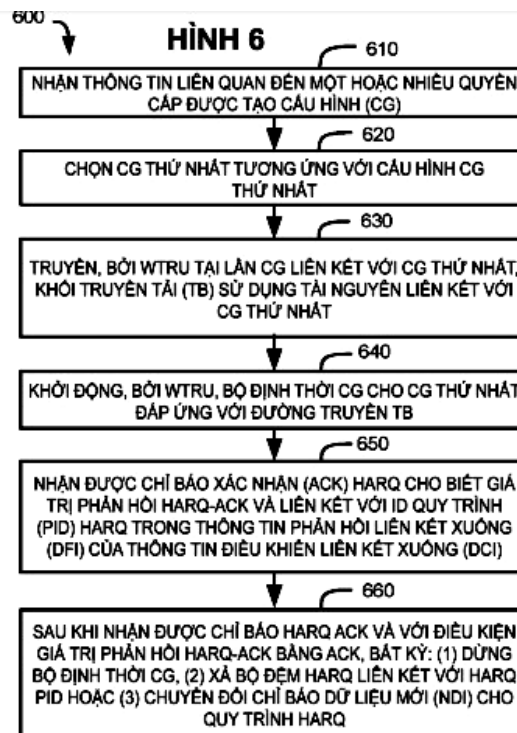 600
HÌNH 6
610
NHẬN THÔNG TIN LIÊN QUAN ĐẾN MỘT HOẶC NHIỀU QUYỀN
CẤP ĐƯỢC TẠO CẤU HÌNH (CG)
620
CHỌN CG THỨ NHẤT TƯƠNG ỨNG VỚI CẤU HÌNH CG
THỨ NHẤT
630
TRUYỀN, BỞI WTRU TẠI LẦN CG LIÊN KẾT VỚI CG THỨ NHẤT,
KHỐI TRUYỀN TẢI (TB) SỬ DỤNG TÀI NGUYÊN LIÊN KẾT VỚI
CG THỨ NHẤT
640
KHỞI ĐỘNG, BỞI WTRU, BỘ ĐỊNH THỜI CG CHO CG THỨ NHẤT
ĐÁP ỨNG VỚI ĐƯỜNG TRUYỀN TB
650
NHẬN ĐƯỢC CHỈ BÁO XÁC NHẬN (ACK) HARQ CHO BIẾT GIÁ
TRỊ PHẢN HỒI HARQ-ACK VÀ LIÊN KẾT VỚI ID QUY TRÌNH
(PID) HARQ TRONG THÔNG TIN PHẢN HỒI LIÊN KẾT XUỐNG
(DFI) CỦA THÔNG TIN ĐIỀU KHIỂN LIÊN KẾT XUỐNG (DCI)
660
SAU KHI NHẬN ĐƯỢC CHỈ BÁO HARQ ACK VÀ VỚI ĐIỀU KIỆN
GIÁ TRỊ PHẢN HỒI HARQ-ACK BẰNG ACK, BẤT KỲ: (1) DỪNG
BỘ ĐỊNH THỜI CG, (2) XẢ BỘ ĐỆM HARQ LIÊN KẾT VỚI HARQ
PID HOẶC (3) CHUYỂN ĐỔI CHỈ BÁO DỮ LIỆU MỚI (NDI) CHO
QUY TRÌNH HARQ